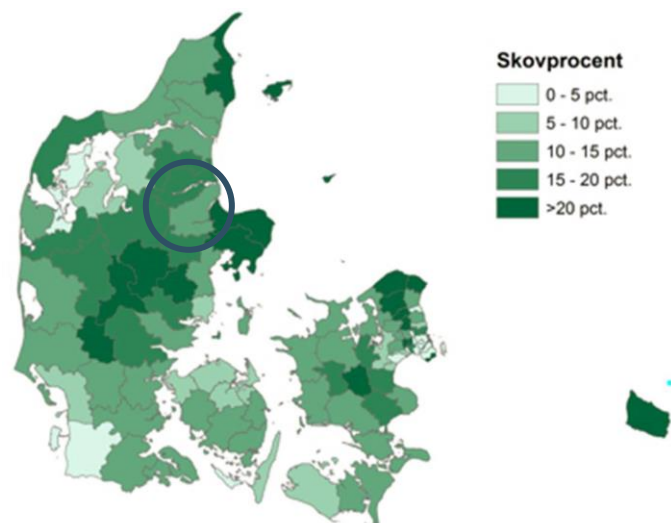 Skovprocent
0 - 5 pct.
5 - 10 pct.
10 - 15 pct.
15 - 20 pct.
>20 pct.